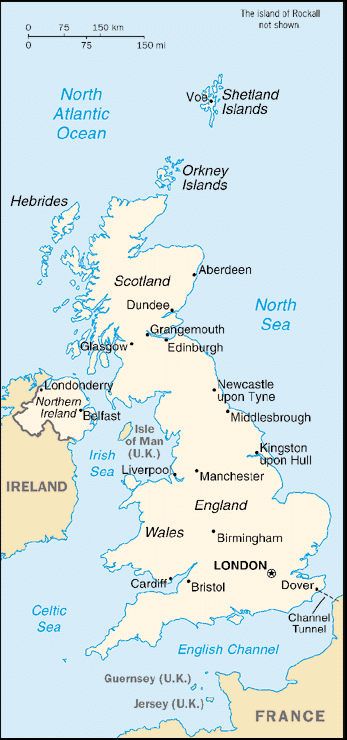 The island of Rockall
not shown
0 75 150 km
0 75 150 mi
North
Atlantic
Ocean
Voe
Shetland
Islands
Orkney
Islands
Hebrides
Scotland
Aberdeen
Dundee
North
Sea
Grangemouth
Glasgow
Edinburgh
Londonderry
Northern
Ireland
Belfast
Newcastle
upon Tyne
Middlesbrough
Isle
of Man
(U.K.)
Irish
Sea
Kingston
upon Hull
Liverpool
Manchester
IRELAND
England
Wales
Birmingham
LONDON
Cardiff
Bristol
Dover
Channel
Tunnel
Celtic
Sea
English Channel
Guernsey (U.K.)
Jersey (U.K.)
FRANCE